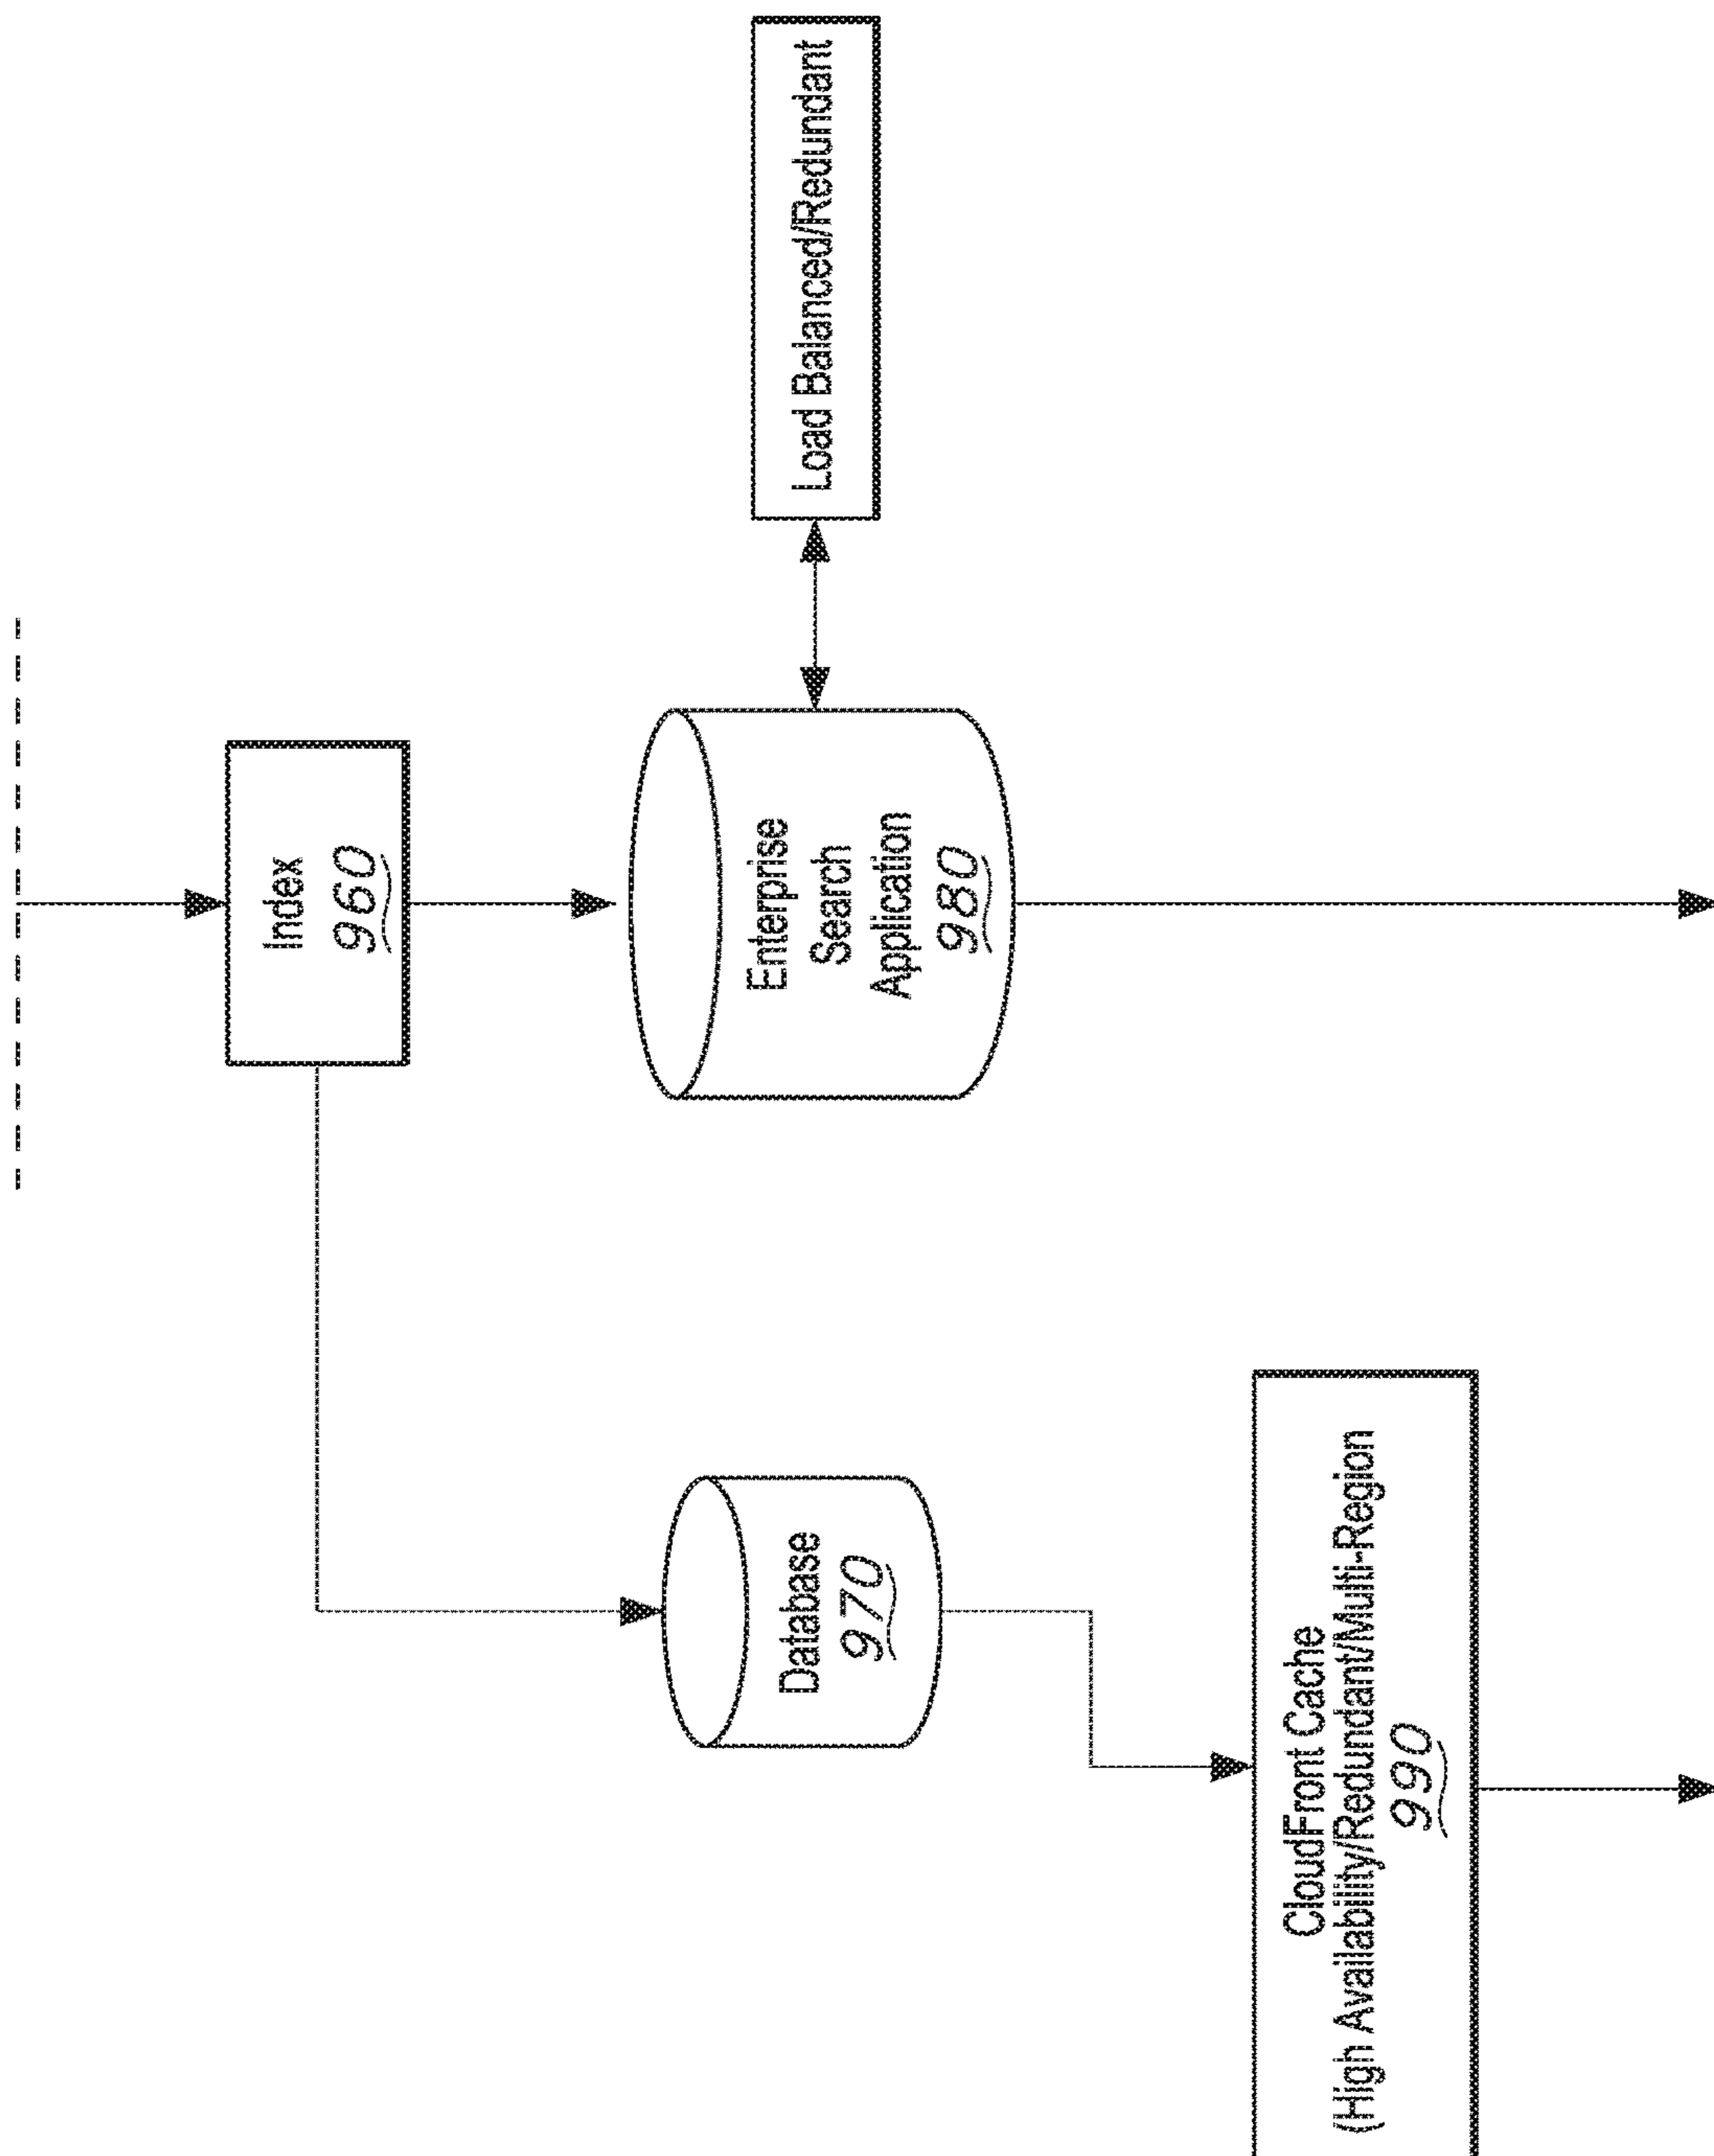 Index
960
Load Balanced/Redundant
Enterprise
Search
Application
980
Database
970
CloudFront Cache
(High Availability/Redundant/Multi-Region
990